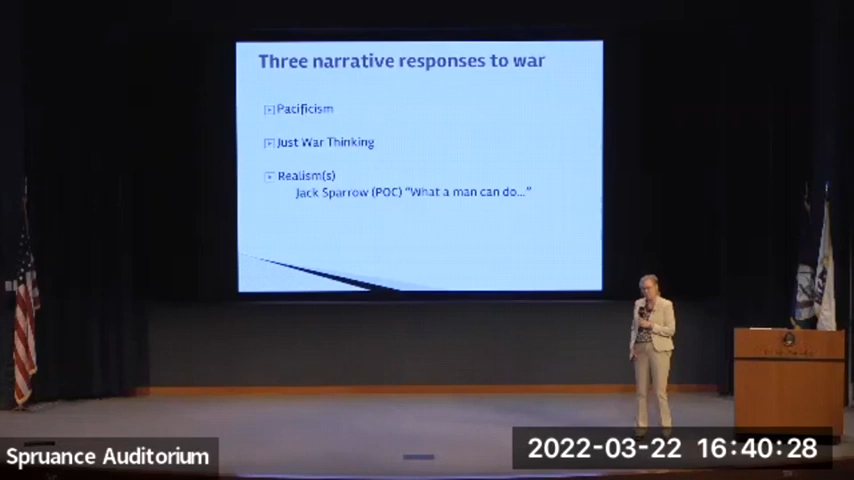 Three narrative responses to war
Pacificism
Just War Thinking
Realism(s)
Jack Sparrow (POC) “What a man can do...”
Spruance Auditorium
2022-03-22 16:40:28